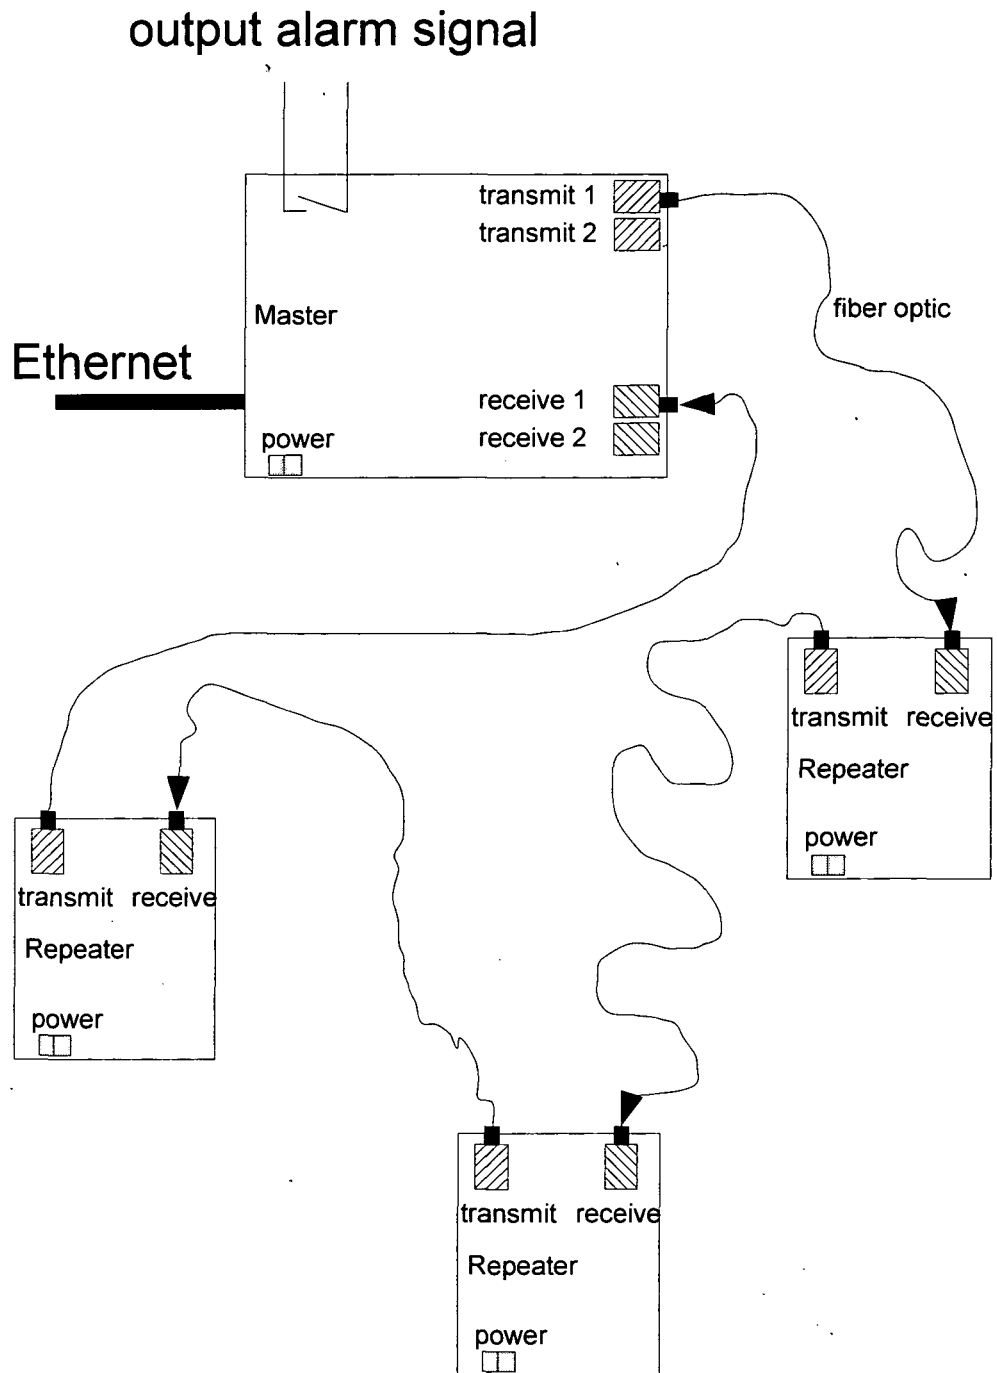 output alarm signal
transmit 1
transmit 2
fiber optic
Master
Ethernet
receive 1
receive 2
power
transmit receive
Repeater
power
transmit receive
Repeater
power
transmit receive
Repeater
power